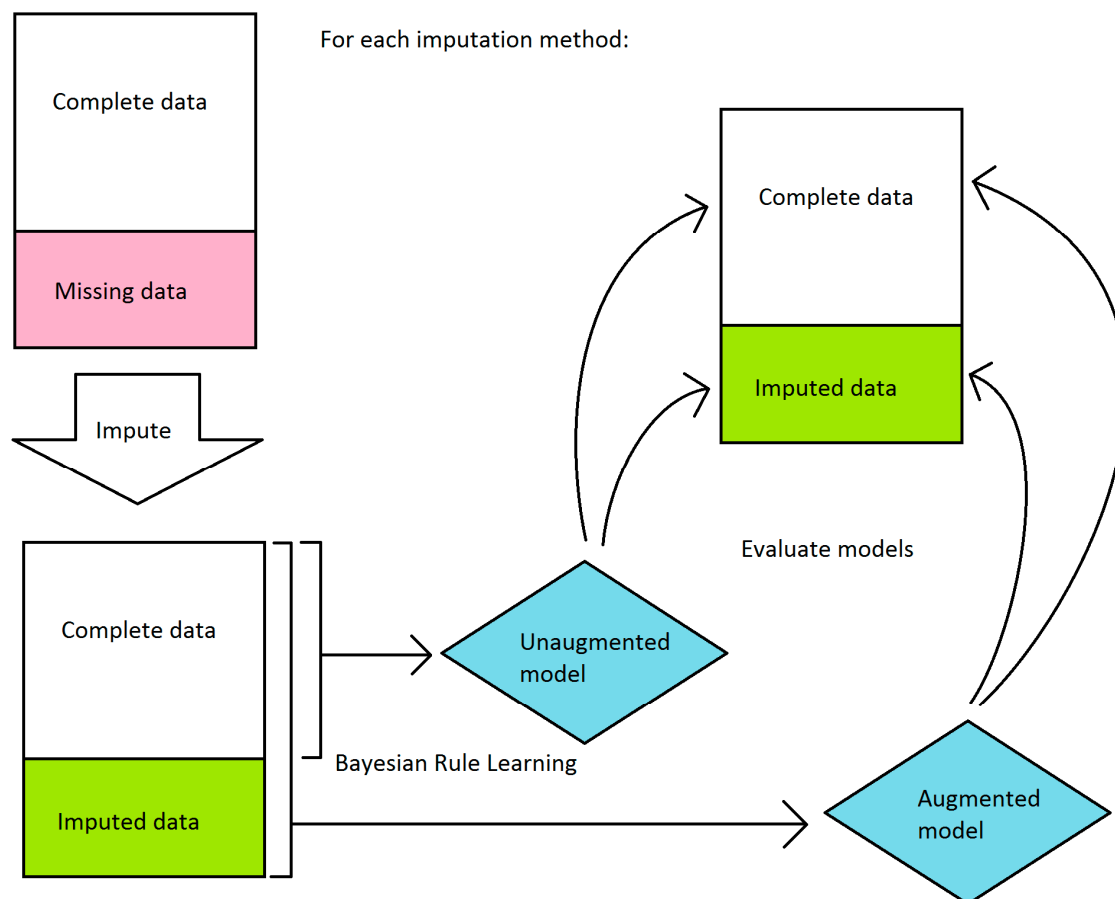 For each imputation method:
Complete data
Missing data
Impute
Complete data
Imputed data
Complete data
Imputed data
Evaluate models
Unaugmented
model
Bayesian Rule Learning
Augmented
model